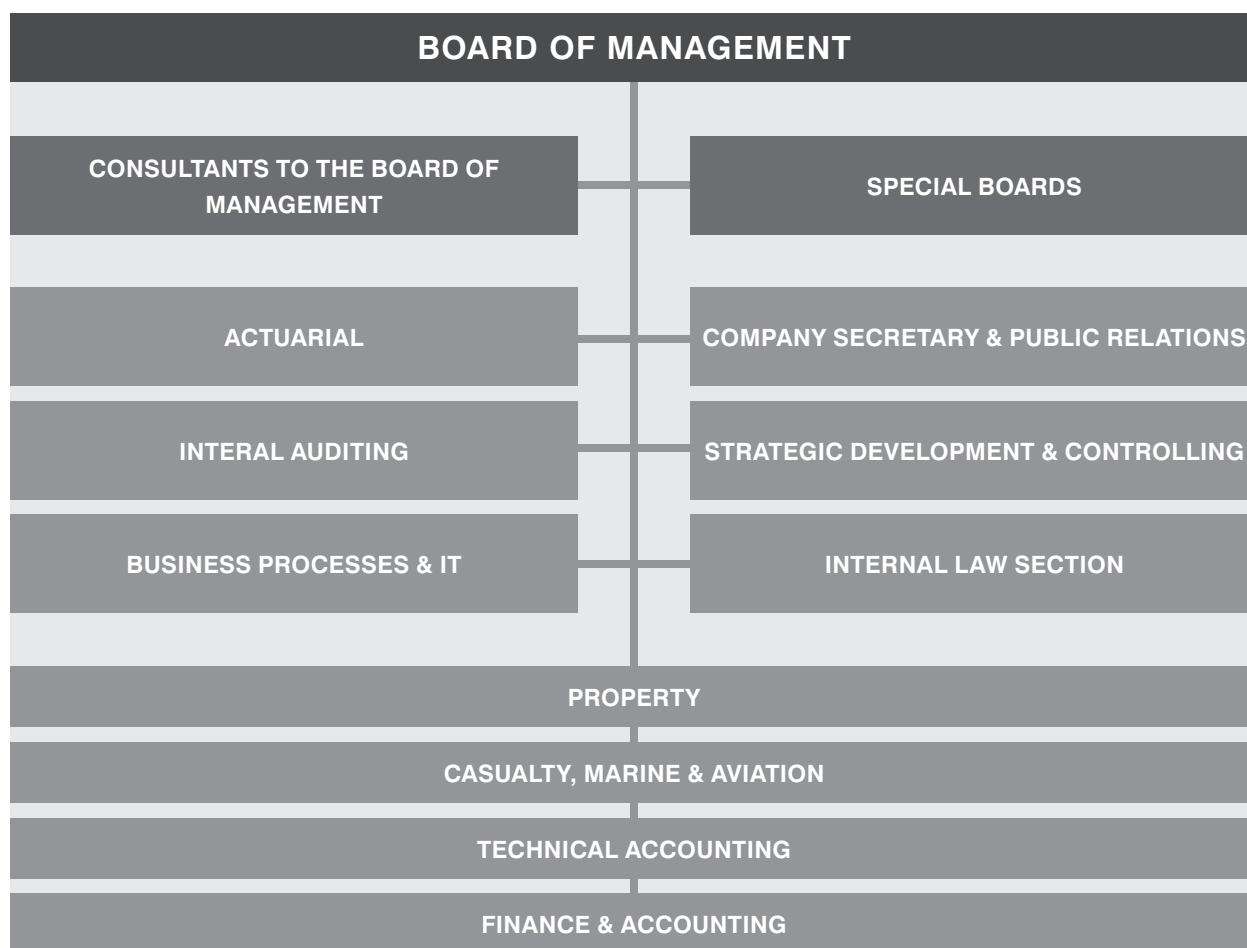 BOARD OF MANAGEMENT
CONSULTANTS TO THE BOARD OF
MANAGEMENT
SPECIAL BOARDS
ACTUARIAL
COMPANY SECRETARY & PUBLIC RELATIONS
INTERAL AUDITING
STRATEGIC DEVELOPMENT & CONTROLLING
BUSINESS PROCESSES & IT
INTERNAL LAW SECTION
PROPERTY
CASUALTY, MARINE & AVIATION
TECHNICAL ACCOUNTING
FINANCE & ACCOUNTING